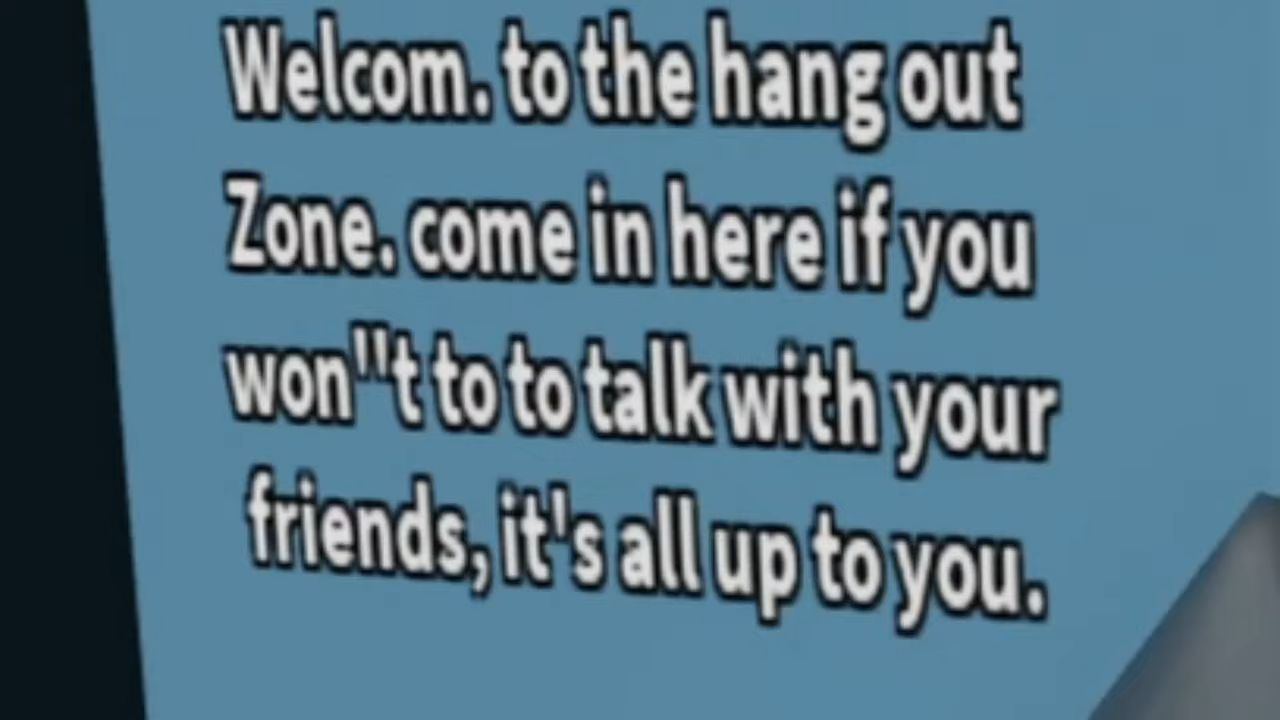 Welcom. to the hang out
Zone. come in here if you
won''t to to talk with your
friends, it's all up to you.